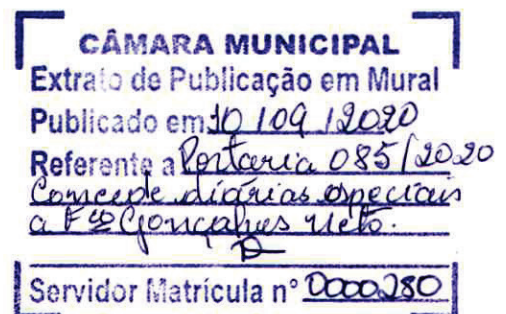 CÂMARA MUNICIPAL
Extrato de Publicação em Mural
Publicado em 10/09/2020
Referente a Portaria 085/2020
Concede diárias especiais
a Fco Gonçalves Neto.
Servidor Matrícula nº 0000280